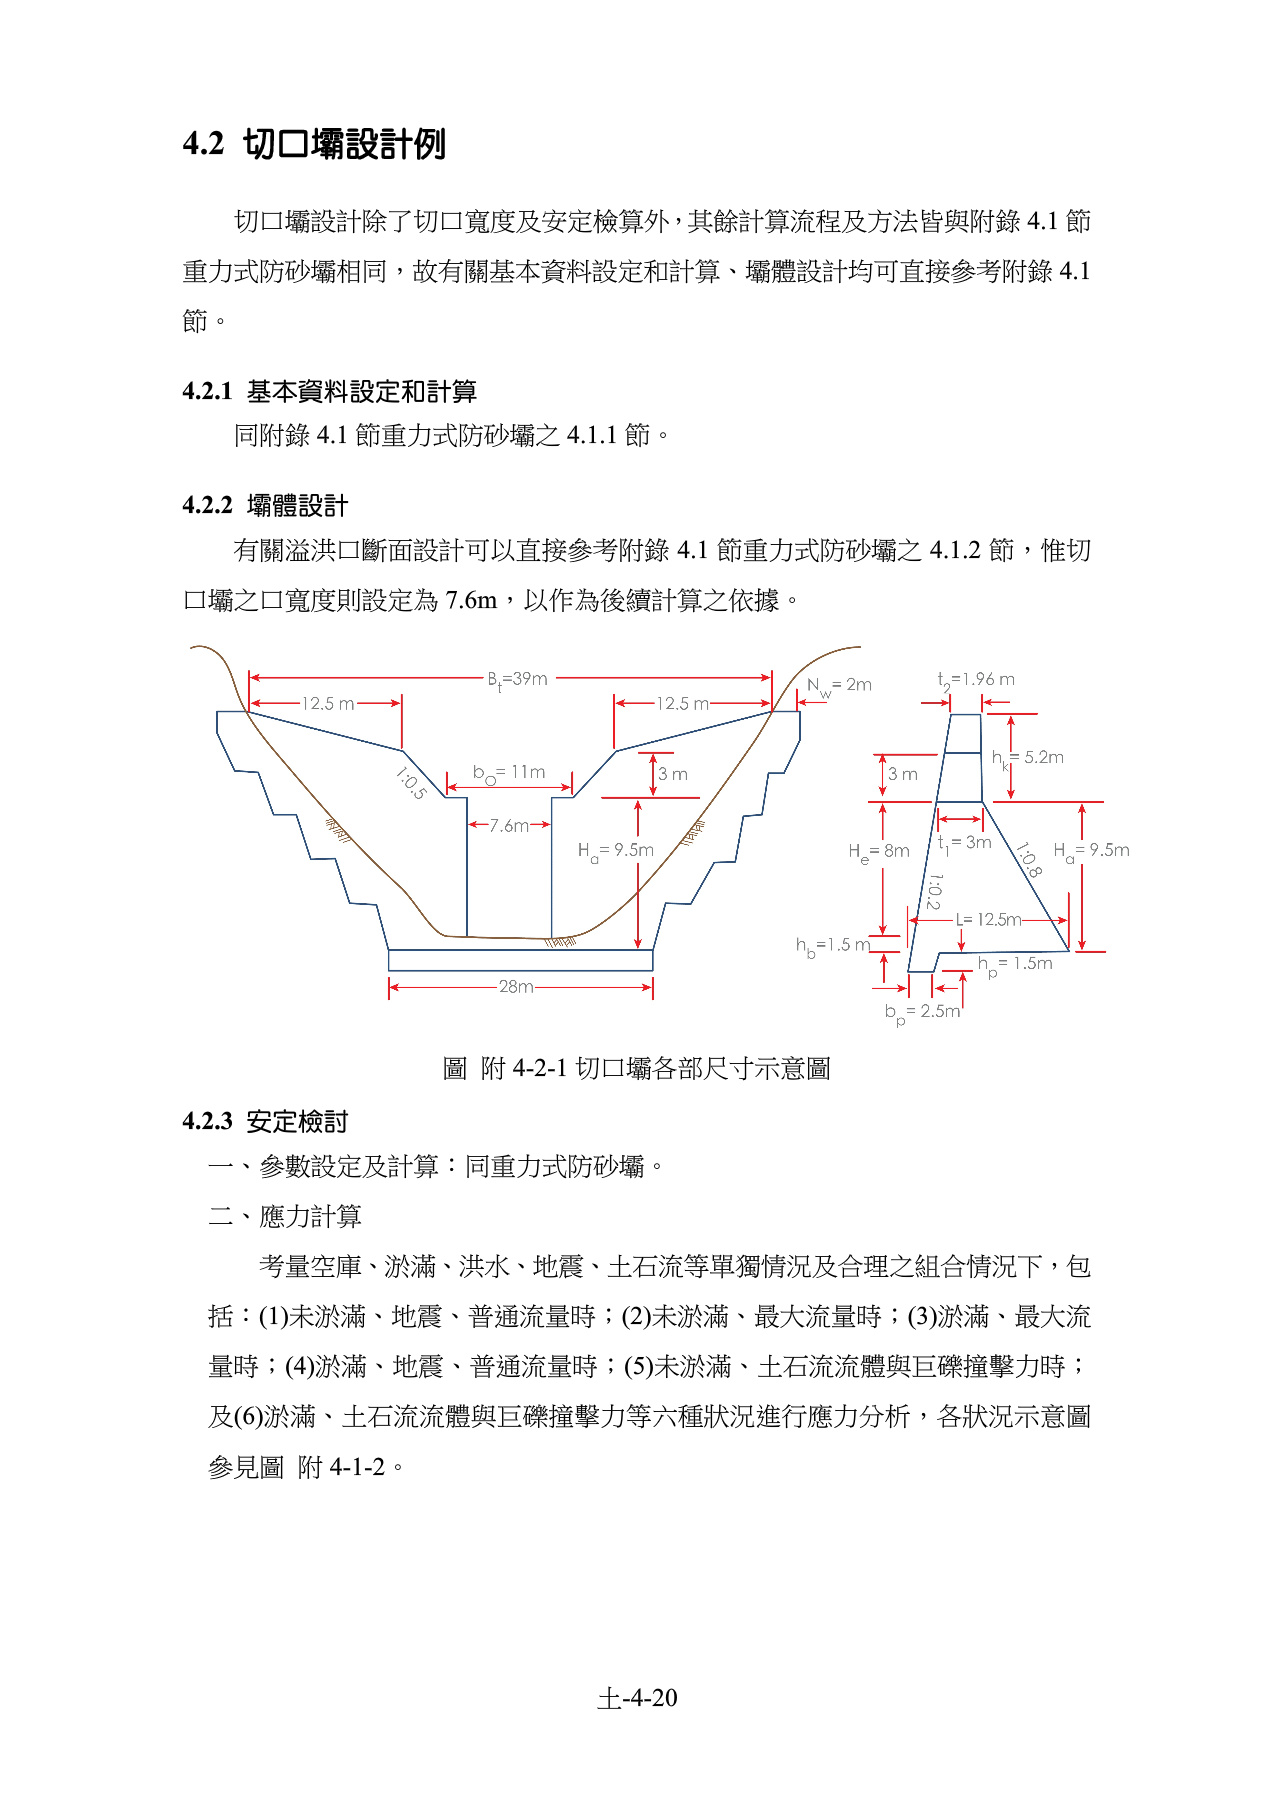 4.2 切口壩設計例
切口壩設計除了切口寬度及安定檢算外，其餘計算流程及方法皆與附錄 4.1 節
重力式防砂壩相同，故有關基本資料設定和計算、壩體設計均可直接參考附錄 4.1
節。
4.2.1 基本資料設定和計算
同附錄 4.1 節重力式防砂壩之 4.1.1 節。
4.2.2 壩體設計
有關溢洪口斷面設計可以直接參考附錄 4.1 節重力式防砂壩之 4.1.2 節，惟切
口壩之口寬度則設定為 7.6m，以作為後續計算之依據。
Bt=39m
12.5 m
12.5 m
Nw= 2m
1:0.5
bO= 11m
3 m
7.6m
Ha= 9.5m
28m
t2=1.96 m
hk= 5.2m
3 m
He= 8m
t1= 3m
1:0.8
Ha= 9.5m
1:0.2
L= 12.5m
hb=1.5 m
hp= 1.5m
bp= 2.5m
圖 附 4-2-1 切口壩各部尺寸示意圖
4.2.3 安定檢討
一、參數設定及計算：同重力式防砂壩。
二、應力計算
考量空庫、淤滿、洪水、地震、土石流等單獨情況及合理之組合情況下，包
括：(1)未淤滿、地震、普通流量時；(2)未淤滿、最大流量時；(3)淤滿、最大流
量時；(4)淤滿、地震、普通流量時；(5)未淤滿、土石流流體與巨礫撞擊力時；
及(6)淤滿、土石流流體與巨礫撞擊力等六種狀況進行應力分析，各狀況示意圖
參見圖 附 4-1-2。
土-4-20